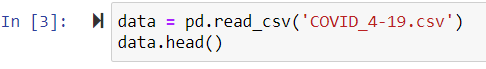 In [3]: data = pd.read_csv('COVID_4-19.csv')
data.head()